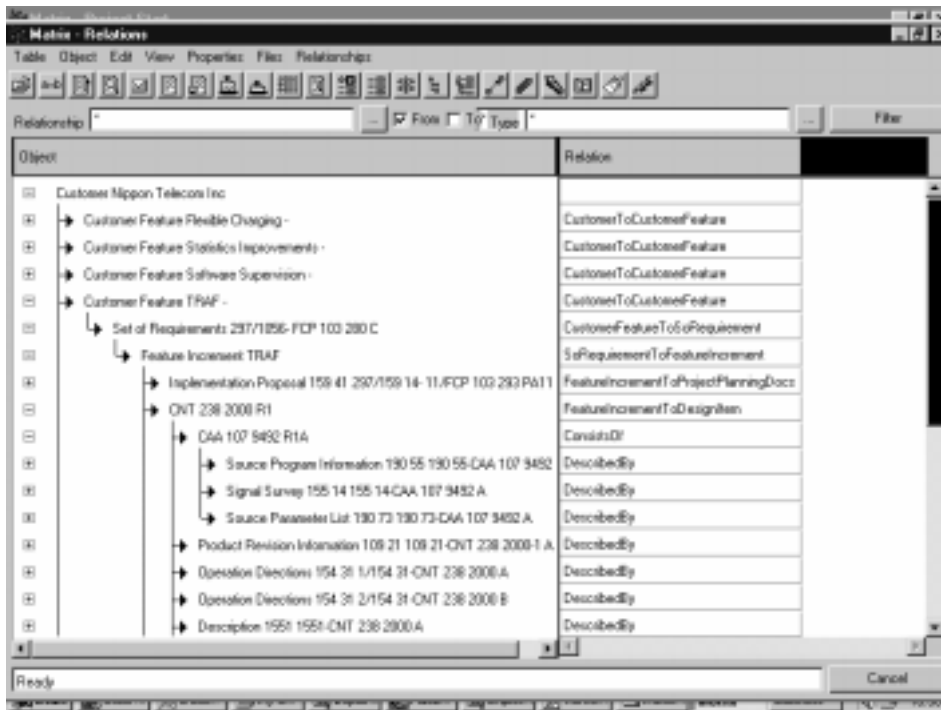 Matrix - Relations
Table Object Edit View Properties Files Relationships
Relationship * ... From To Type * ... Filter
Object Relation
Customer Nippon Telecom Inc
Customer Feature Flexible Charging - CustomerToCustomerFeature
Customer Feature Statistics Improvements - CustomerToCustomerFeature
Customer Feature Software Supervision - CustomerToCustomerFeature
Customer Feature TRAF - CustomerToCustomerFeature
Set of Requirements 297/1056- FCP 103 280 C CustomerFeatureToSoRequirement
Feature Increment TRAF SoRequirementToFeatureIncrement
Implementation Proposal 159 41 297/159 14- 11/FCP 103 293 PA11 FeatureIncrementToProjectPlanningDocs
CNT 238 2000 R1 FeatureIncrementToDesignItem
CAA 107 9492 R1A ConsistsOf
Source Program Information 190 55 190 55-CAA 107 9492 DescribedBy
Signal Survey 155 14 155 14-CAA 107 9492 A DescribedBy
Source Parameter List 190 73 190 73-CAA 107 9492 A DescribedBy
Product Revision Information 109 21 109 21-CNT 238 2000-1 A DescribedBy
Operation Directions 154 31 1/154 31-CNT 238 2000 A DescribedBy
Operation Directions 154 31 2/154 31-CNT 238 2000 B DescribedBy
Description 1551 1551-CNT 238 2000 A DescribedBy
Ready Cancel